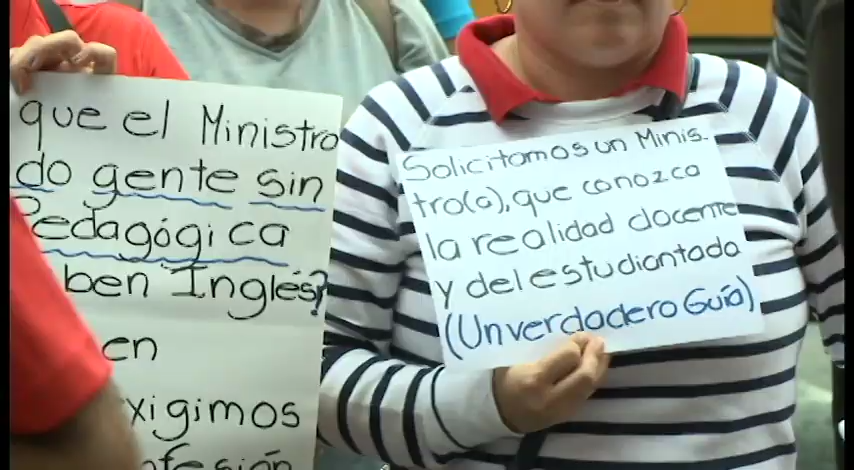 que el Ministro
do gente sin
Pedagógica
ben Inglés?
en
xigimos
ofesión
Solicitamos un Minis.
tro(a), que conozca
la realidad docente
y del estudiantado
(Un verdadero Guía)